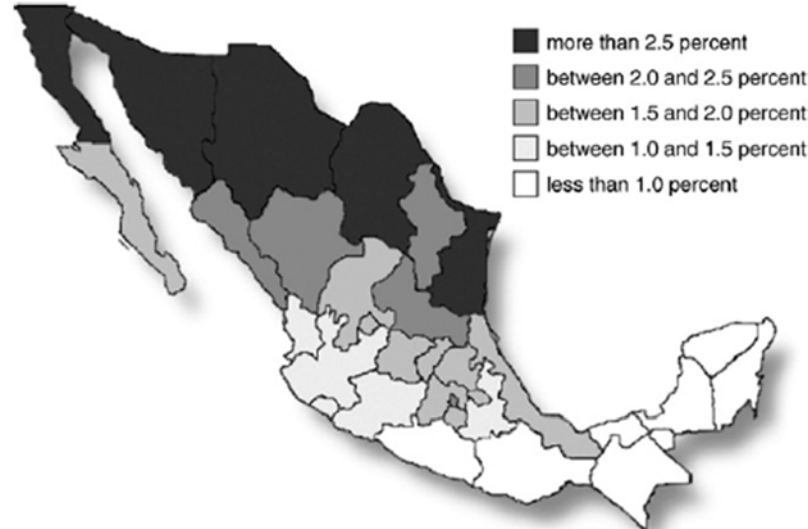 more than 2.5 percent
between 2.0 and 2.5 percent
between 1.5 and 2.0 percent
between 1.0 and 1.5 percent
less than 1.0 percent